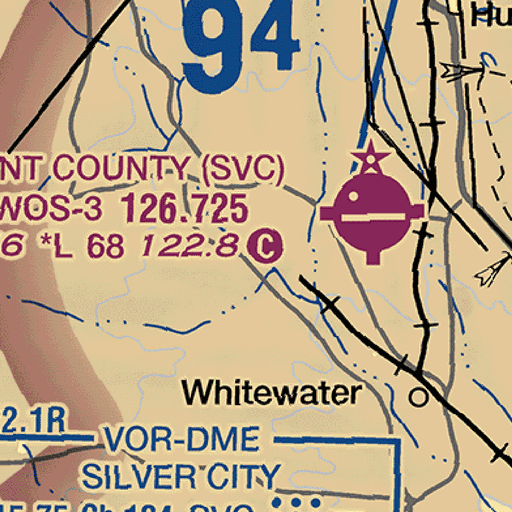 Hu
94
NT COUNTY (SVC)
WOS-3 126.725
6 *L 68 122.8 C
Whitewater
2.1R
VOR-DME
SILVER CITY